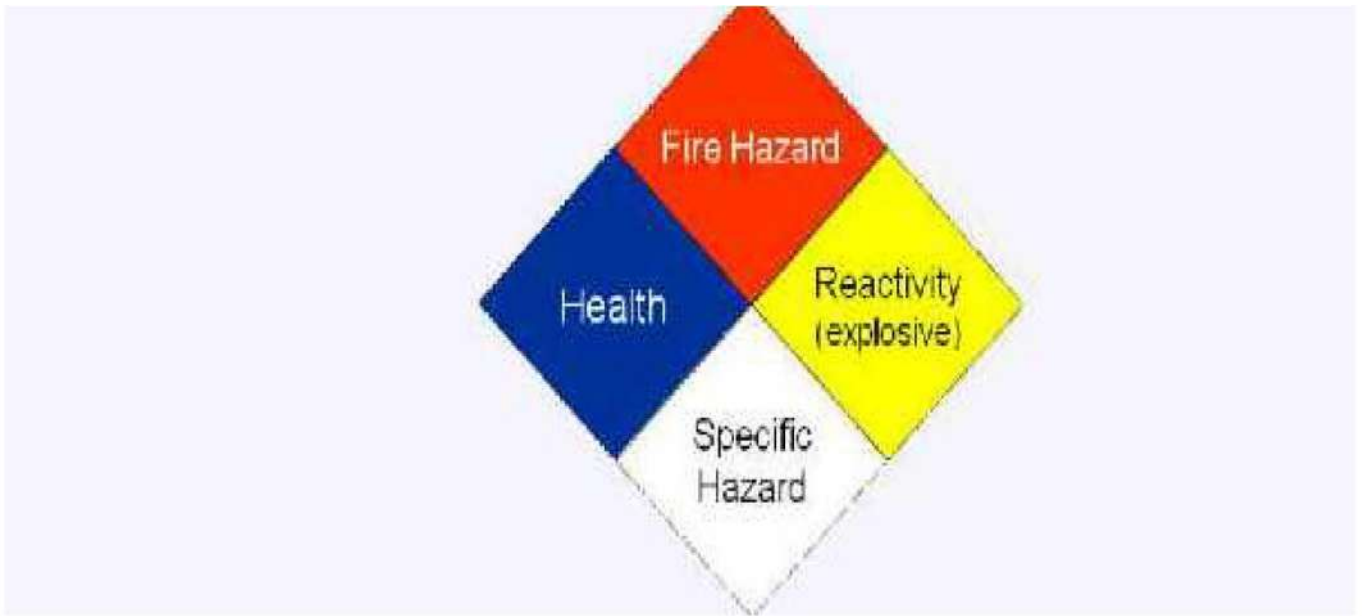 Fire Hazard
Health
Reactivity
(explosive)
Specific
Hazard